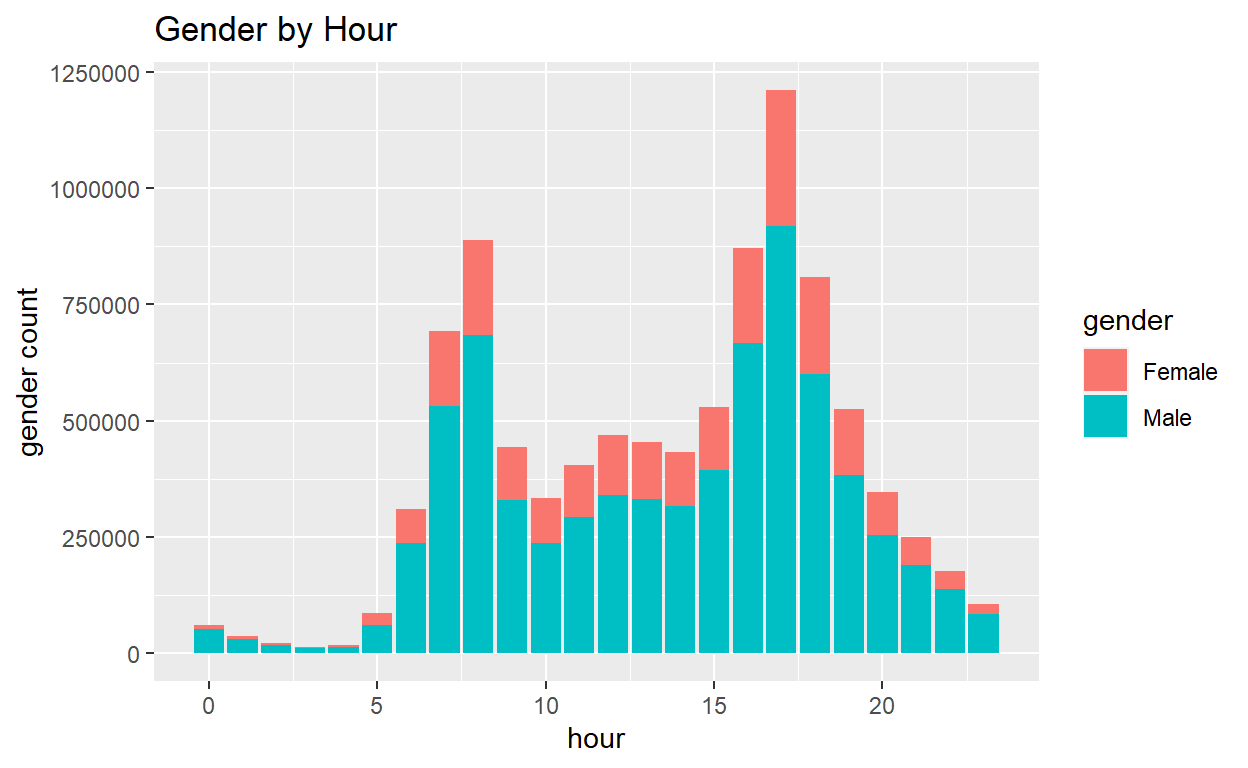 Gender by Hour
1250000
1000000
750000
500000
250000
0
gender count
0 5 10 15 20
hour
gender
Female
Male